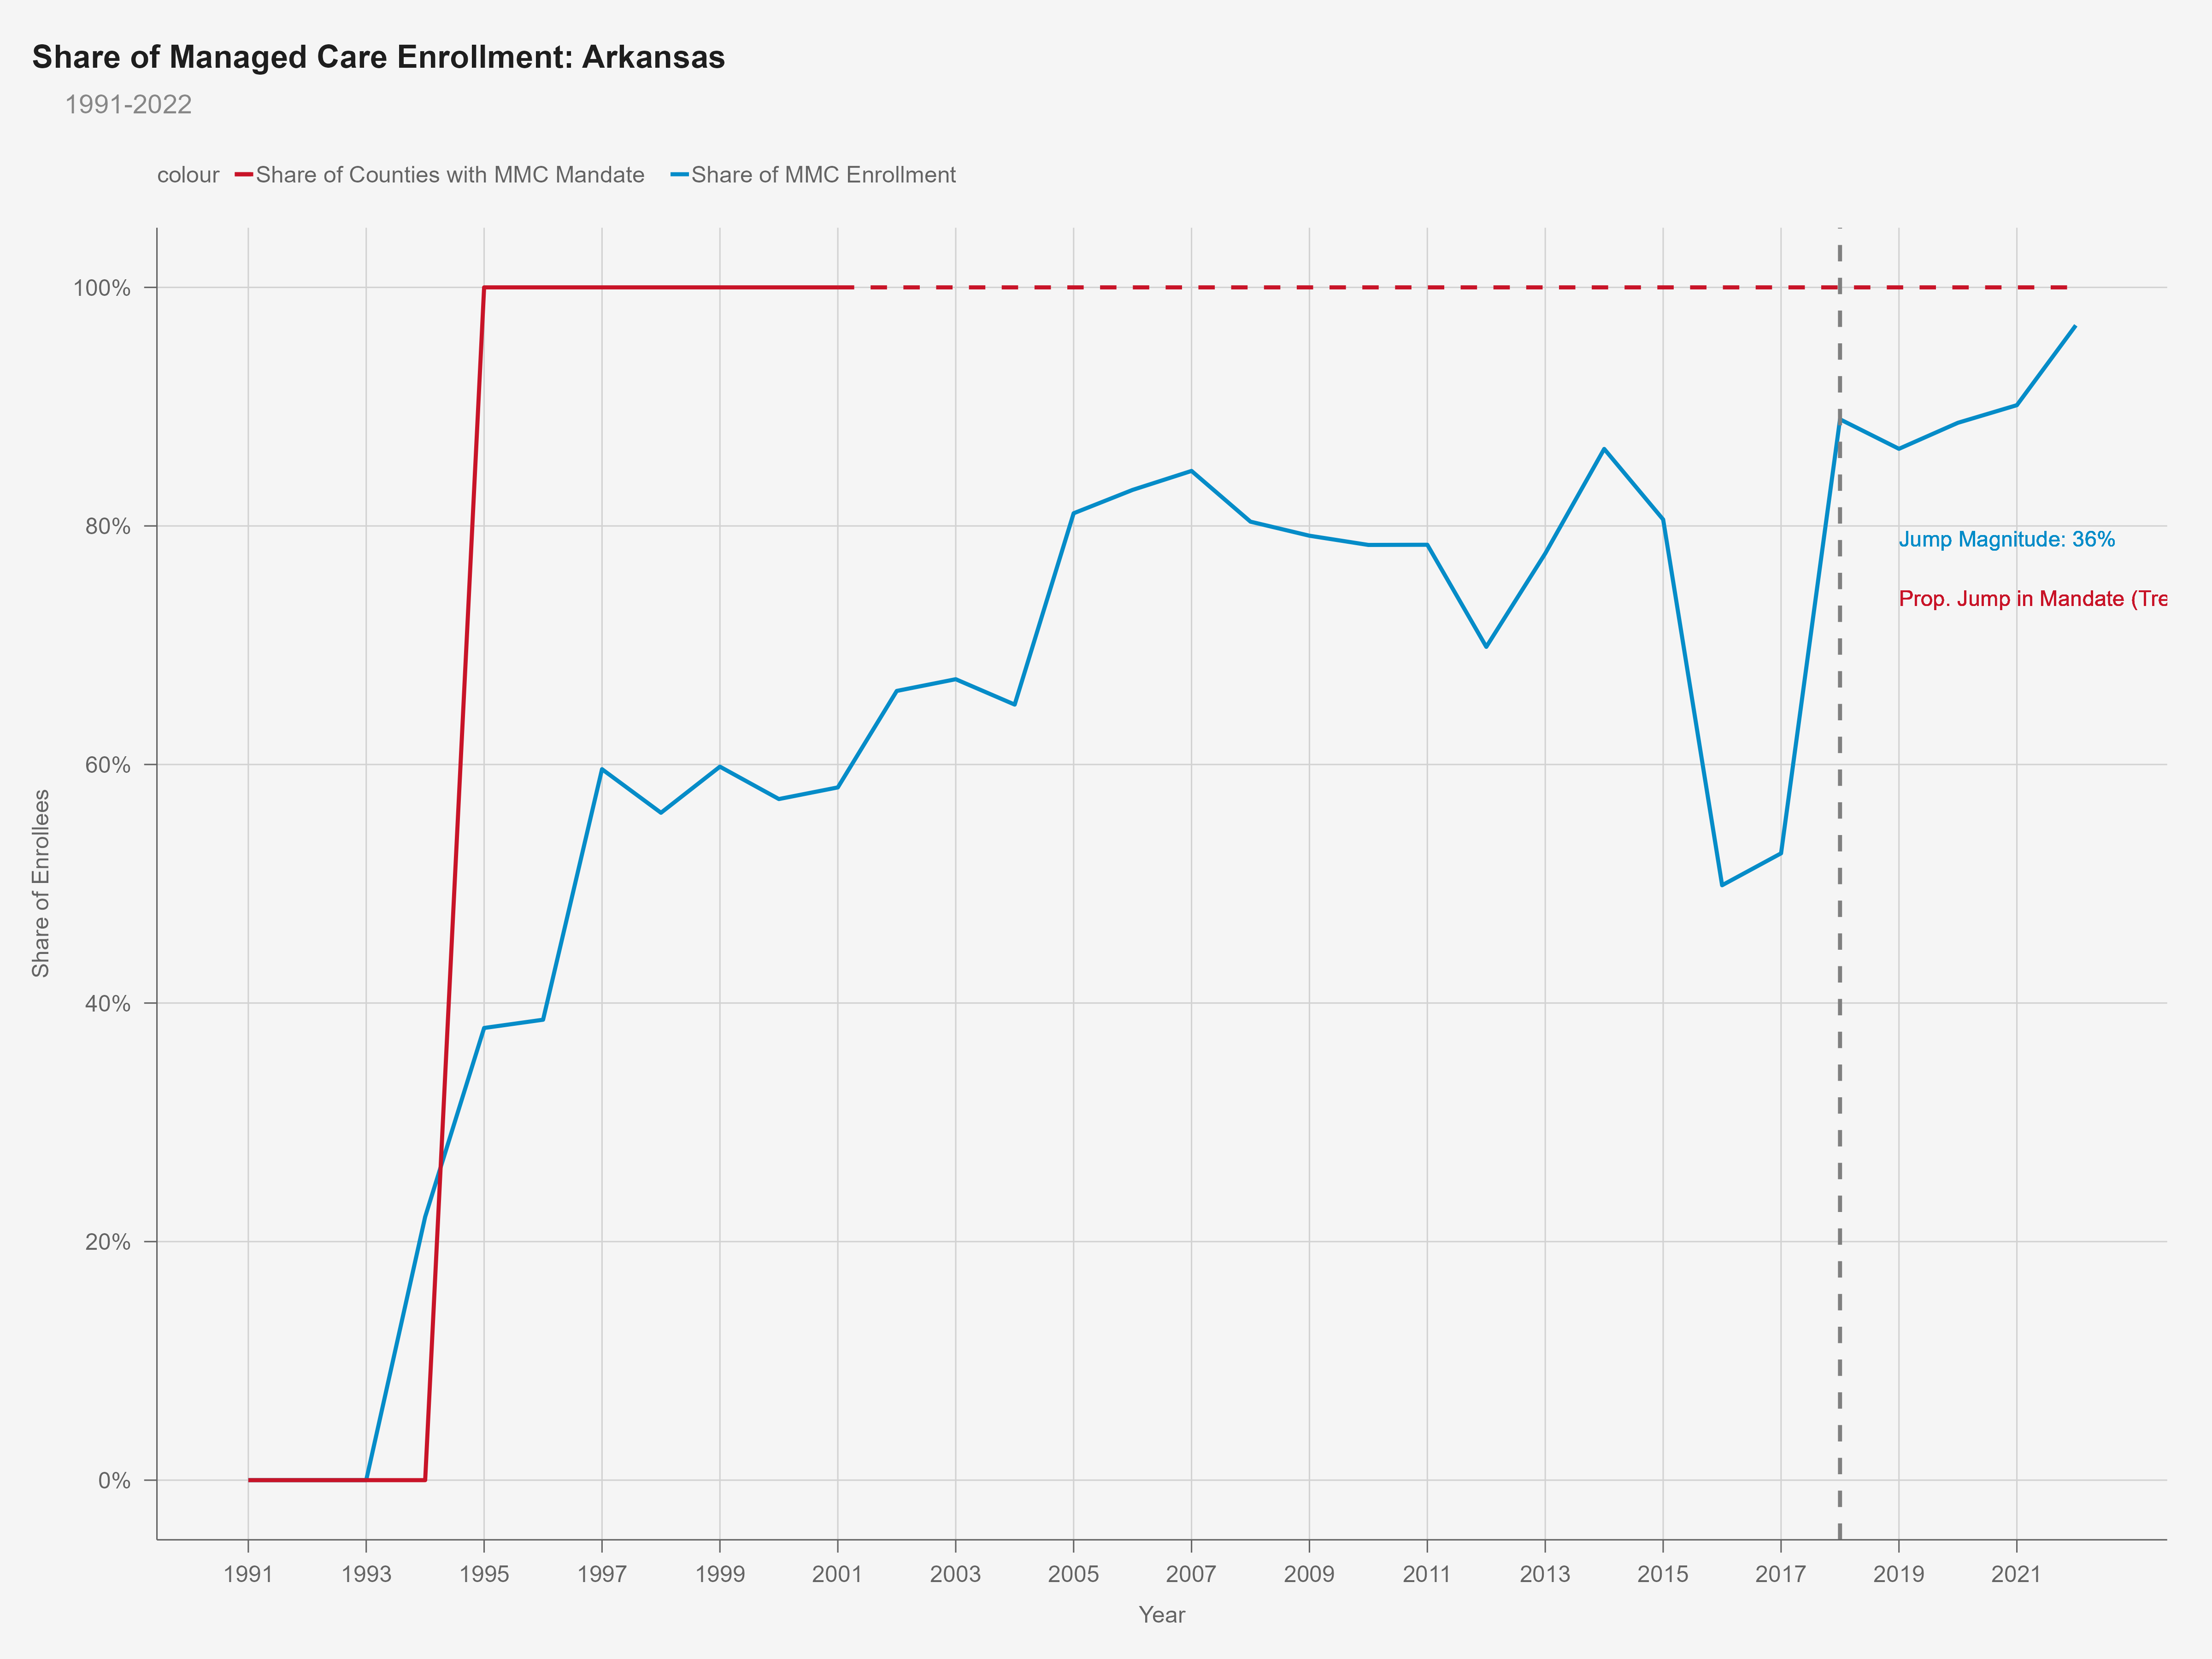 Share of Managed Care Enrollment: Arkansas
1991-2022
colour Share of Counties with MMC Mandate Share of MMC Enrollment
100%
80%
60%
40%
20%
0%
Share of Enrollees
Jump Magnitude: 36%
Prop. Jump in Mandate (Tre
1991 1993 1995 1997 1999 2001 2003 2005 2007 2009 2011 2013 2015 2017 2019 2021
Year